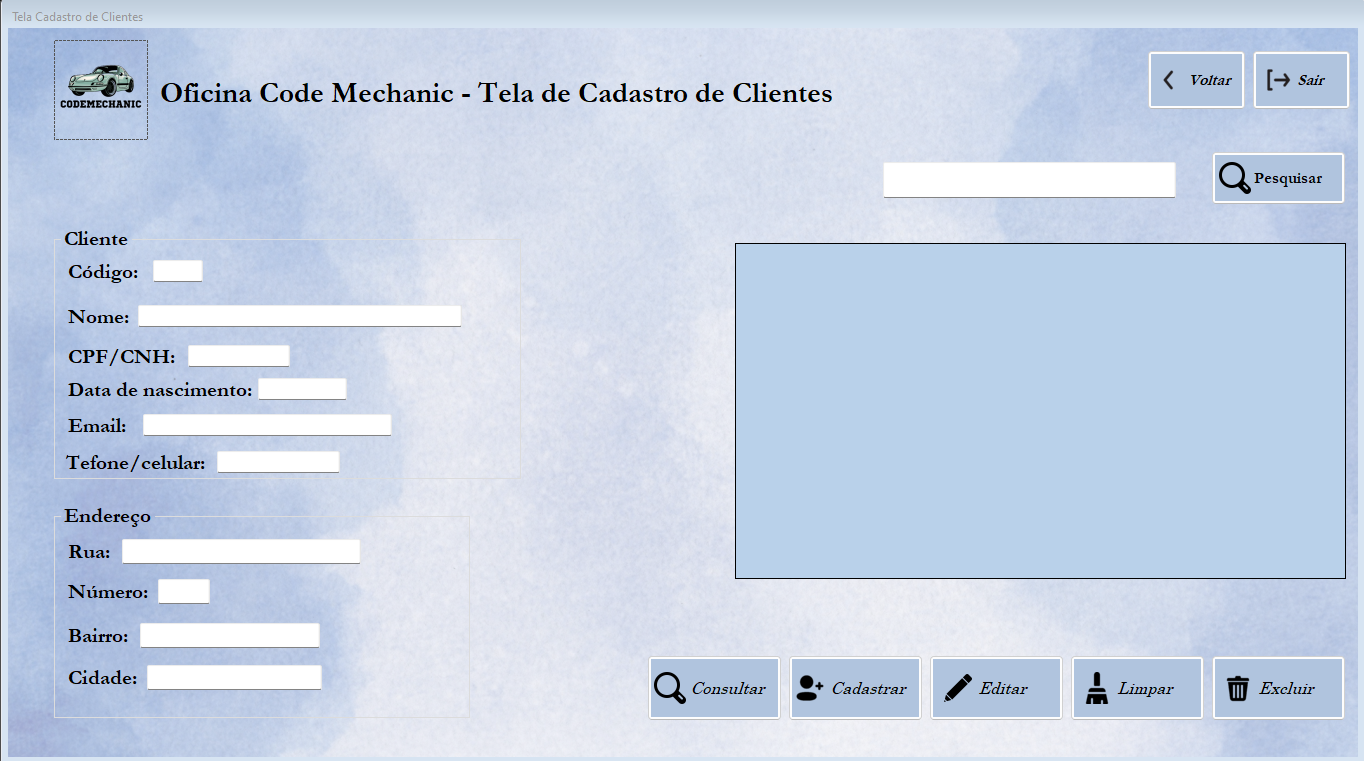 Tela Cadastro de Clientes
CODEMECHANIC
Oficina Code Mechanic - Tela de Cadastro de Clientes
Voltar
Sair
Pesquisar
Cliente
Código:
Nome:
CPF/CNH:
Data de nascimento:
Email:
Tefone/celular:
Endereço
Rua:
Número:
Bairro:
Cidade:
Consultar
Cadastrar
Editar
Limpar
Excluir